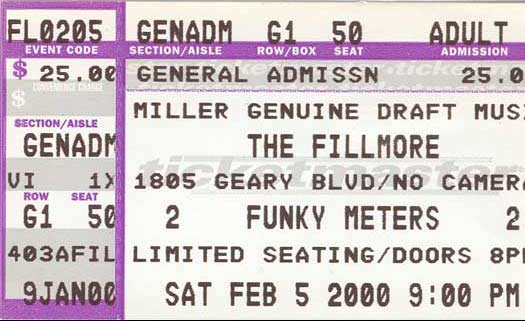 FL0205 GENADM G1 50 ADULT
EVENT CODE SECTION/AISLE ROW/BOX SEAT ADMISSION
$ 25.00 GENERAL ADMISSN 25.0
$ CONVENIENCE CHARGE
MILLER GENUINE DRAFT MUSI
SECTION/AISLE
GENADM THE FILLMORE
ticketmaster
VI 1X 1805 GEARY BLVD/NO CAMER
ROW SEAT
G1 50 2 FUNKY METERS 2
403AFIL LIMITED SEATING/DOORS 8P
9JAN00 SAT FEB 5 2000 9:00 PM